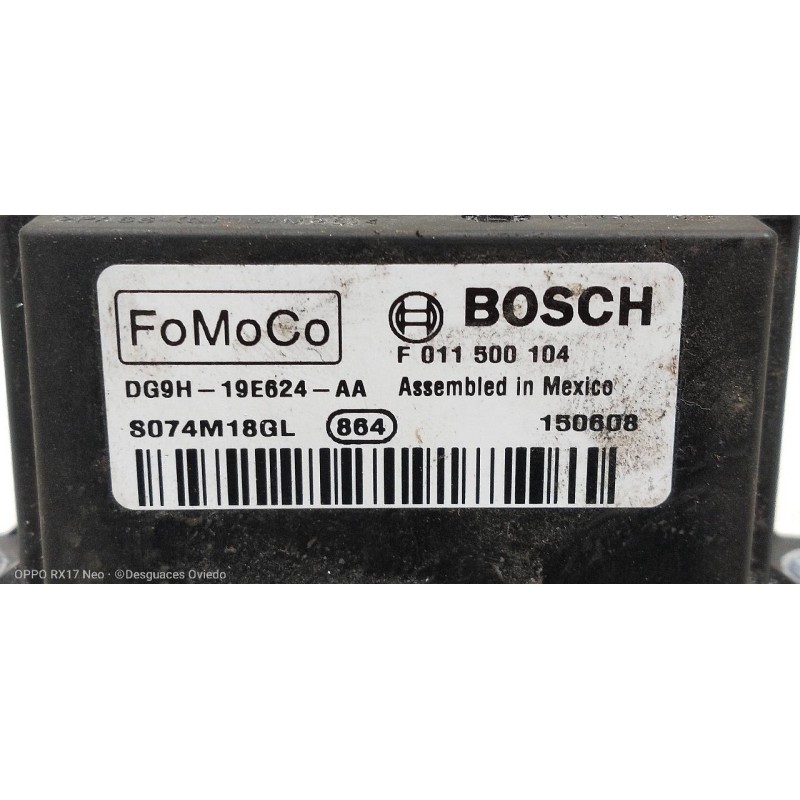 FoMoCo
BOSCH
F 011 500 104
DG9H-19E624-AA
Assembled in Mexico
S074M18GL
864
150608
OPPO RX17 Neo · ©Desguaces Oviedo